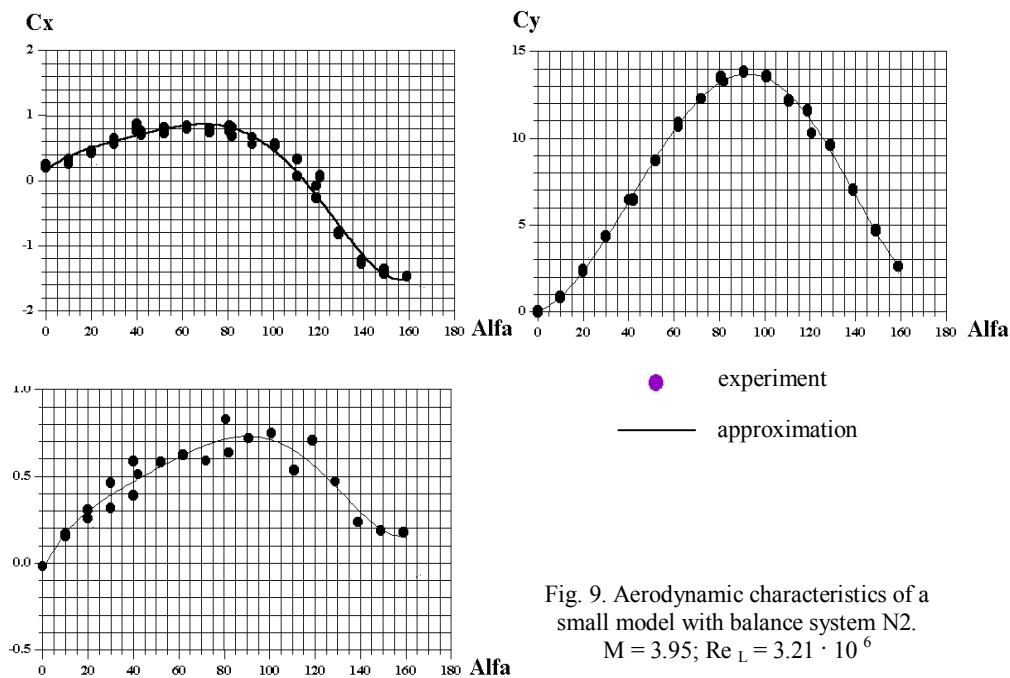 Cx
2
1
0
-1
-2
0 20 40 60 80 100 120 140 160 180 Alfa
Cy
15
10
5
0
0 20 40 60 80 100 120 140 160 180 Alfa
1.0
0.5
0.0
-0.5
0 20 40 60 80 100 120 140 160 180 Alfa
experiment
approximation
Fig. 9. Aerodynamic characteristics of a
small model with balance system N2.
M = 3.95; Re L = 3.21 · 10 6